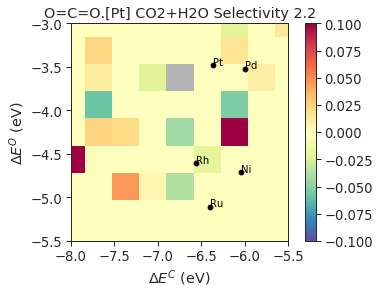 O=C=O.[Pt] CO2+H2O Selectivity 2.2
−3.0
−3.5
−4.0
−4.5
−5.0
−5.5
ΔE^O (eV)
Pt
Pd
Rh
Ni
Ru
−8.0 −7.5 −7.0 −6.5 −6.0 −5.5
ΔE^C (eV)
0.100
0.075
0.050
0.025
0.000
−0.025
−0.050
−0.075
−0.100